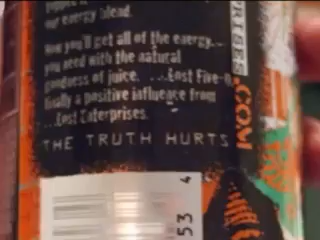 our energy blend.
Now you'll get all of the energy...
you need with the natural
goodness of juice. ...Lost Five-O
finally a positive influence from
...Lost Enterprises.
THE TRUTH HURTS
PRISES.COM
53
4